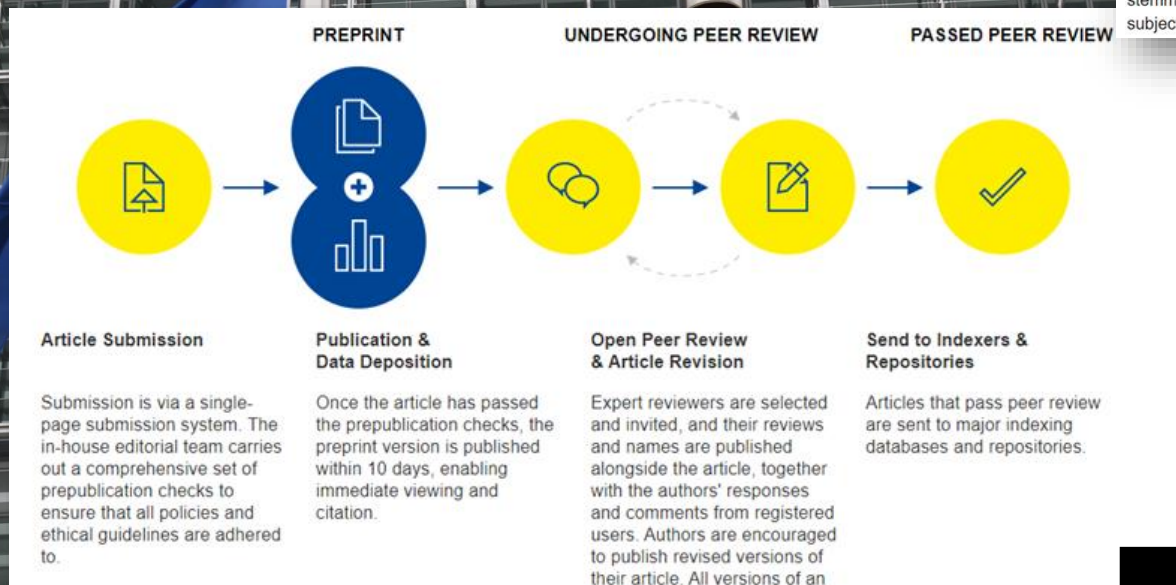 stemm
subjec
PREPRINT
UNDERGOING PEER REVIEW
PASSED PEER REVIEW
Article Submission
Submission is via a single-
page submission system. The
in-house editorial team carries
out a comprehensive set of
prepublication checks to
ensure that all policies and
ethical guidelines are adhered
to.
Publication &
Data Deposition
Once the article has passed
the prepublication checks, the
preprint version is published
within 10 days, enabling
immediate viewing and
citation.
Open Peer Review
& Article Revision
Expert reviewers are selected
and invited, and their reviews
and names are published
alongside the article, together
with the authors' responses
and comments from registered
users. Authors are encouraged
to publish revised versions of
their article. All versions of an
Send to Indexers &
Repositories
Articles that pass peer review
are sent to major indexing
databases and repositories.